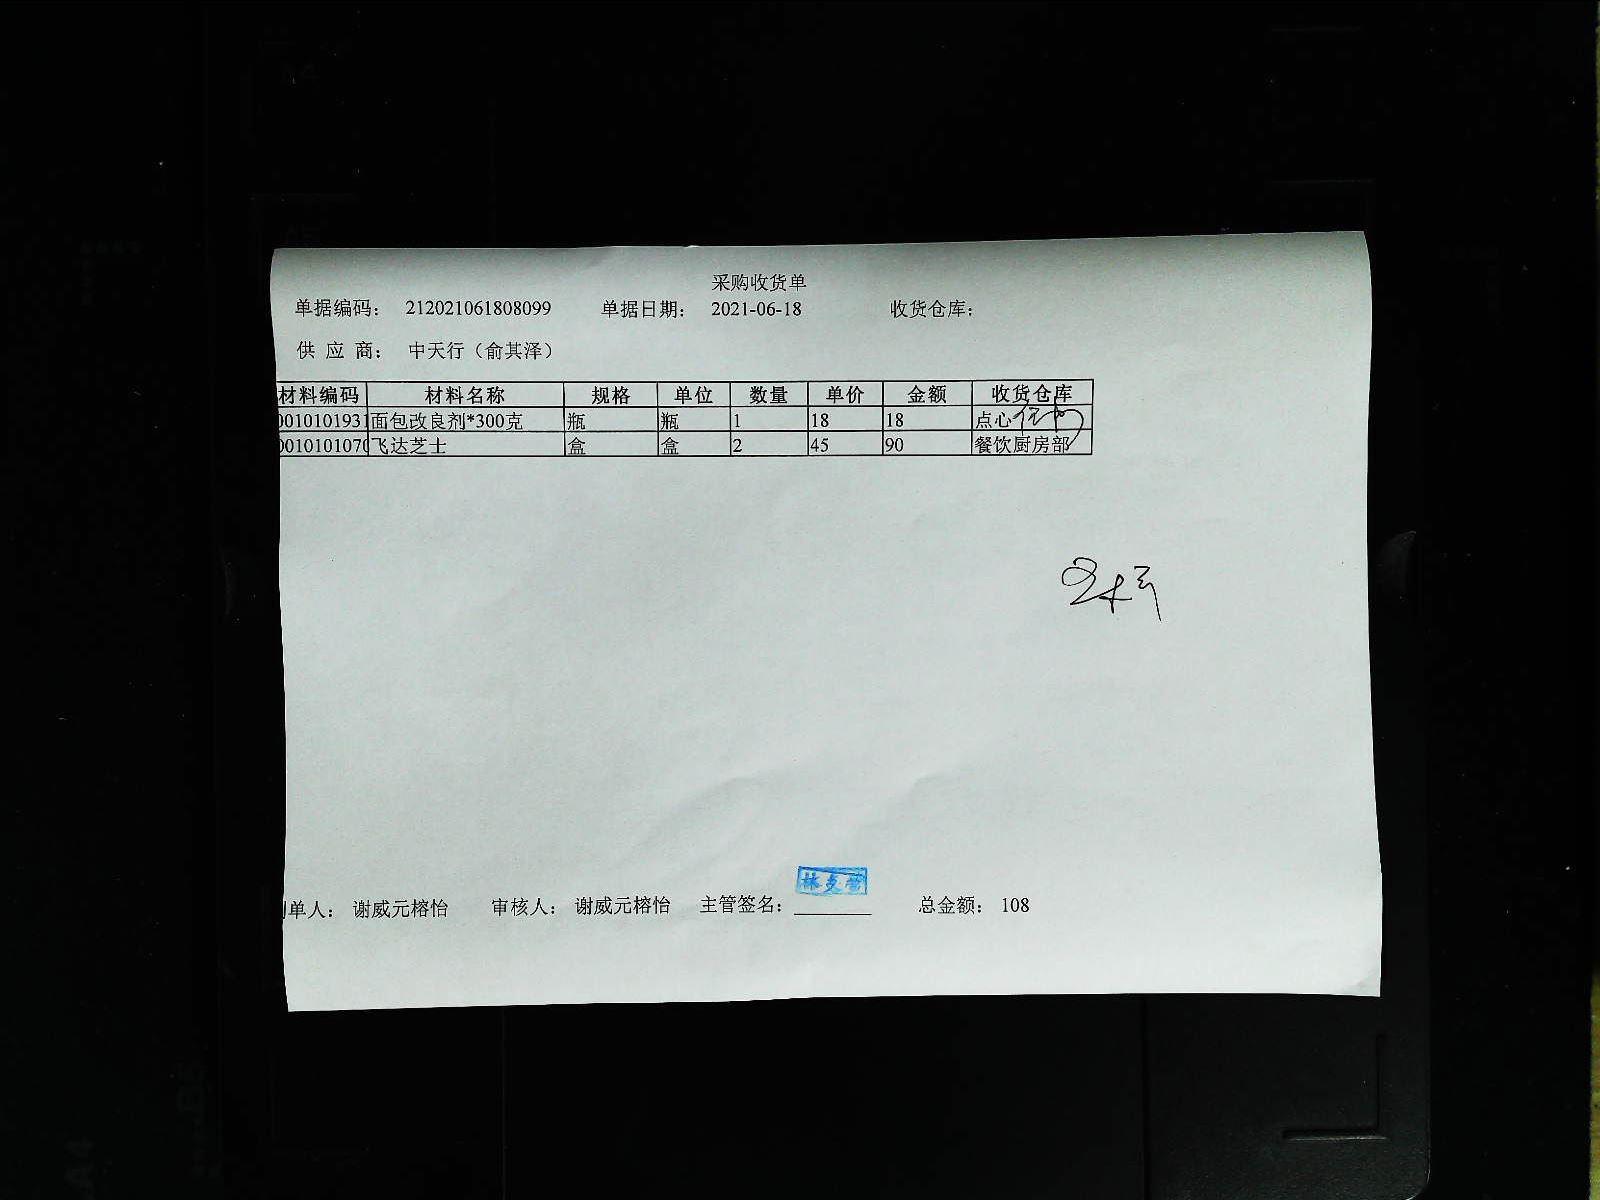 采购收货单
单据编码： 212021061808099 单据日期： 2021-06-18 收货仓库：
供 应 商： 中天行（俞其泽）
材料编码 材料名称 规格 单位 数量 单价 金额 收货仓库
0010101931 面包改良剂*300克 瓶 瓶 1 18 18 点心
0010101070 飞达芝士 盒 盒 2 45 90 餐饮厨房部
单人： 谢威元榕怡 审核人： 谢威元榕怡 主管签名： 总金额： 108